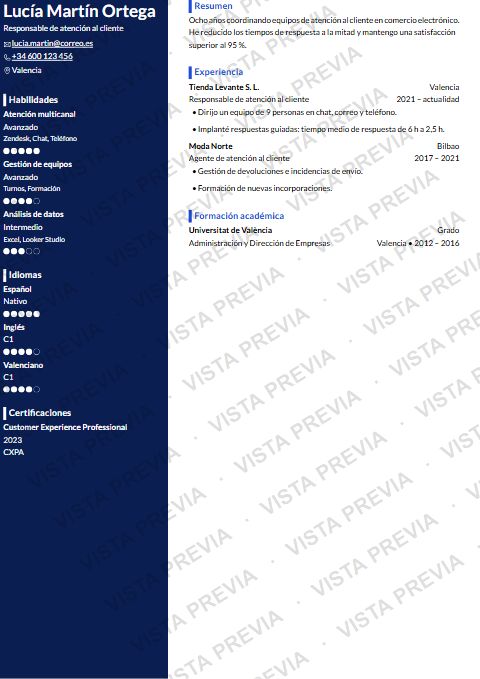 Lucía Martín Ortega
Responsable de atención al cliente
lucia.martin@correo.es
+34 600 123 456
Valencia
Habilidades
Atención multicanal
Avanzado
Zendesk, Chat, Teléfono
Gestión de equipos
Avanzado
Turnos, Formación
Análisis de datos
Intermedio
Excel, Looker Studio
Idiomas
Español
Nativo
Inglés
C1
Valenciano
C1
Certificaciones
Customer Experience Professional
2023
CXPA
Resumen
Ocho años coordinando equipos de atención al cliente en comercio electrónico.
He reducido los tiempos de respuesta a la mitad y mantengo una satisfacción
superior al 95 %.
Experiencia
Tienda Levante S. L. Valencia
Responsable de atención al cliente 2021 – actualidad
• Dirijo un equipo de 9 personas en chat, correo y teléfono.
• Implanté respuestas guiadas: tiempo medio de respuesta de 6 h a 2,5 h.
Moda Norte Bilbao
Agente de atención al cliente 2017 – 2021
• Gestión de devoluciones e incidencias de envío.
• Formación de nuevas incorporaciones.
Formación académica
Universitat de València Grado
Administración y Dirección de Empresas Valencia • 2012 – 2016
VISTA PREVIA · VISTA PREVIA · VISTA PREVIA